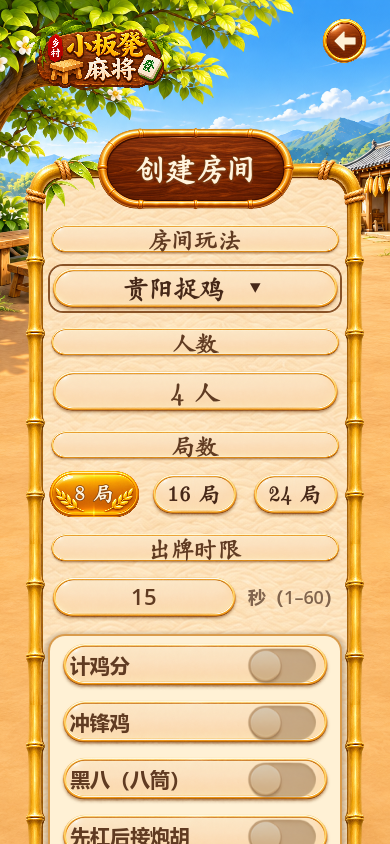 乡村
小板凳
麻将
發
创建房间
房间玩法
贵阳捉鸡 ▼
人数
4 人
局数
8 局 16 局 24 局
出牌时限
15 秒（1–60）
计鸡分
冲锋鸡
黑八（八筒）
先杠后接炮胡